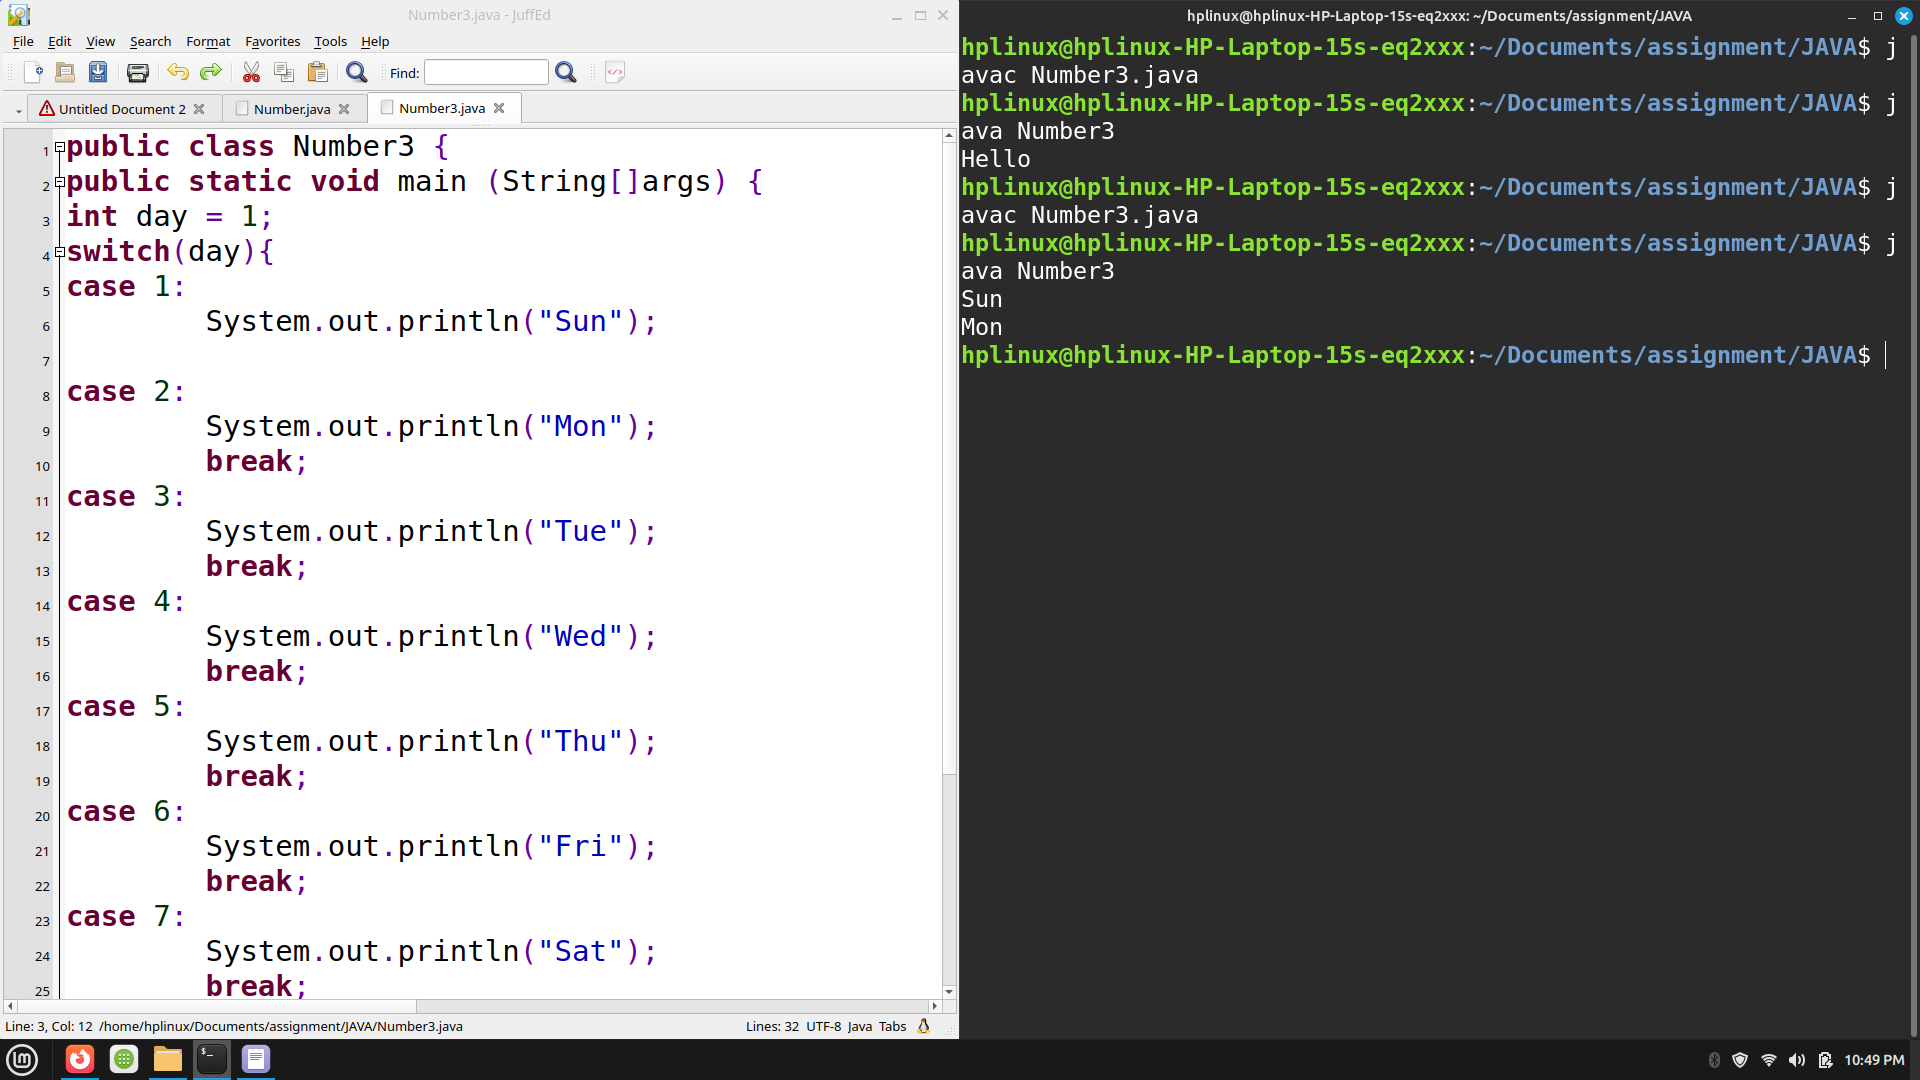 Number3.java - JuffEd
File Edit View Search Format Favorites Tools Help
Find:
Untitled Document 2
Number.java
Number3.java
1 public class Number3 {
2 public static void main (String[]args) {
3 int day = 1;
4 switch(day){
5 case 1:
6 System.out.println("Sun");
7
8 case 2:
9 System.out.println("Mon");
10 break;
11 case 3:
12 System.out.println("Tue");
13 break;
14 case 4:
15 System.out.println("Wed");
16 break;
17 case 5:
18 System.out.println("Thu");
19 break;
20 case 6:
21 System.out.println("Fri");
22 break;
23 case 7:
24 System.out.println("Sat");
25 break;
Line: 3, Col: 12 /home/hplinux/Documents/assignment/JAVA/Number3.java
Lines: 32 UTF-8 Java Tabs
hplinux@hplinux-HP-Laptop-15s-eq2xxx: ~/Documents/assignment/JAVA
hplinux@hplinux-HP-Laptop-15s-eq2xxx:~/Documents/assignment/JAVA$ j
avac Number3.java
hplinux@hplinux-HP-Laptop-15s-eq2xxx:~/Documents/assignment/JAVA$ j
ava Number3
Hello
hplinux@hplinux-HP-Laptop-15s-eq2xxx:~/Documents/assignment/JAVA$ j
avac Number3.java
hplinux@hplinux-HP-Laptop-15s-eq2xxx:~/Documents/assignment/JAVA$ j
ava Number3
Sun
Mon
hplinux@hplinux-HP-Laptop-15s-eq2xxx:~/Documents/assignment/JAVA$
10:49 PM